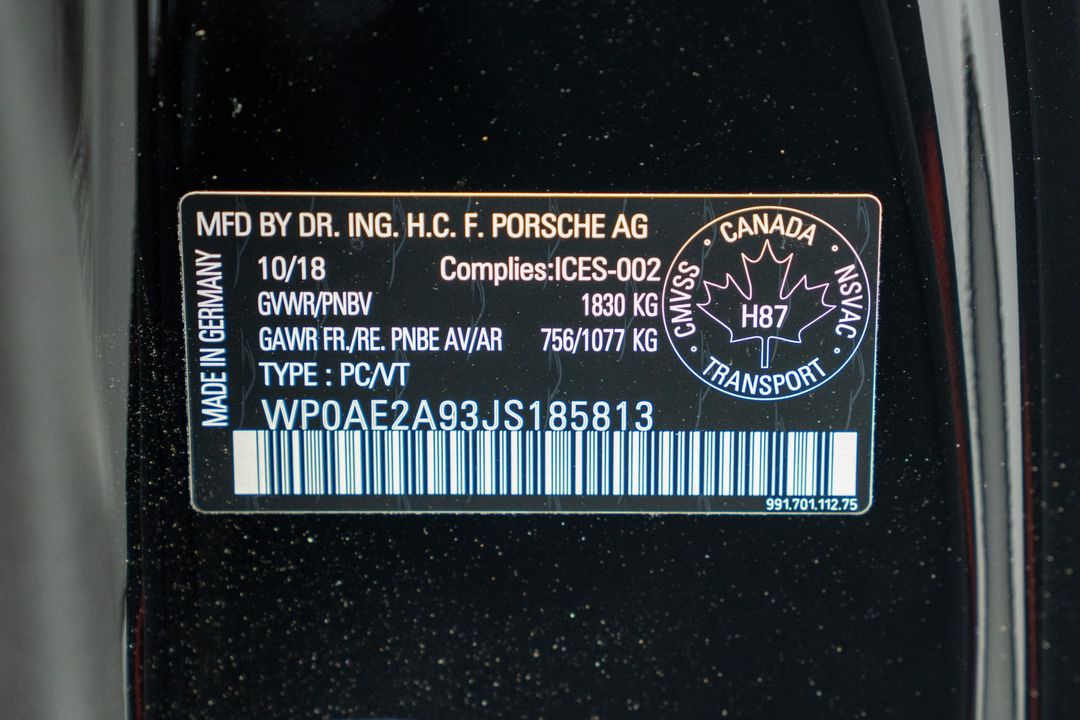 MFD BY DR. ING. H.C. F. PORSCHE AG
10/18 Complies:ICES-002
GVWR/PNBV 1830 KG
GAWR FR./RE. PNBE AV/AR 756/1077 KG
TYPE : PC/VT
WP0AE2A93JS185813
991.701.112.75
MADE IN GERMANY
CANADA
CMVSS
NSVAC
H87
TRANSPORT